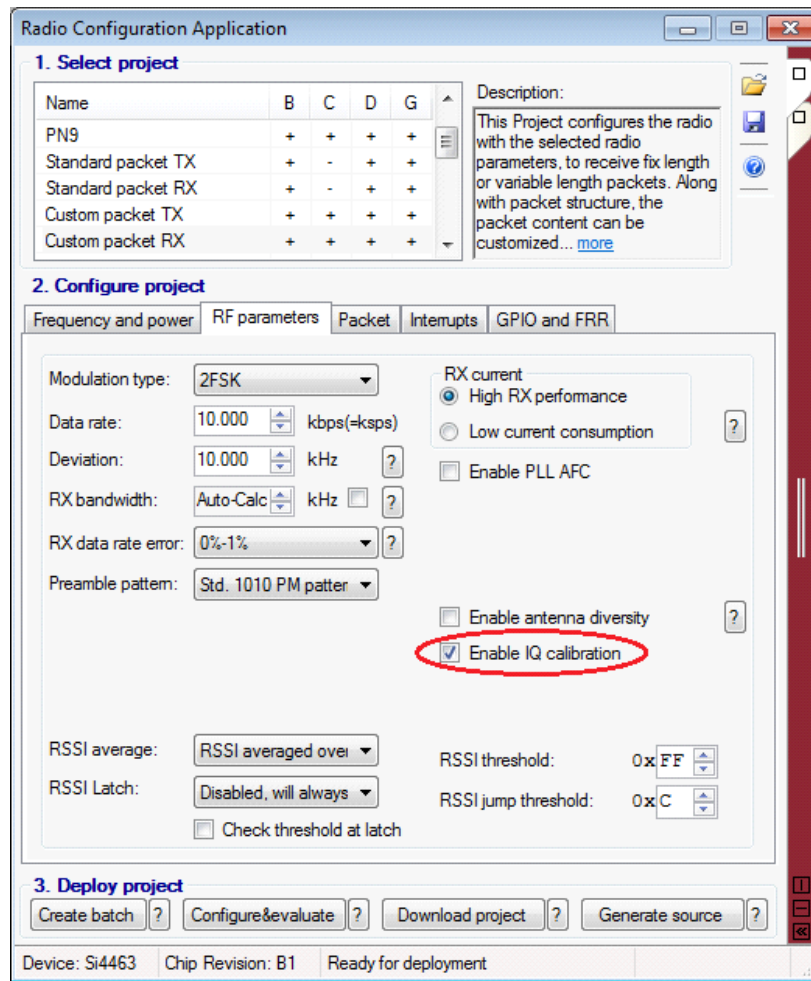 Radio Configuration Application
1. Select project
Name B C D G
PN9 + + + +
Standard packet TX + - + +
Standard packet RX + - + +
Custom packet TX + + + +
Custom packet RX + + + +
Description:
This Project configures the radio
with the selected radio
parameters, to receive fix length
or variable length packets. Along
with packet structure, the
packet content can be
customized... more
2. Configure project
Frequency and power RF parameters Packet Interrupts GPIO and FRR
Modulation type: 2FSK
Data rate: 10.000 kbps(=ksps)
Deviation: 10.000 kHz ?
RX bandwidth: Auto-Calc kHz ?
RX data rate error: 0%-1% ?
Preamble pattern: Std. 1010 PM patter
RX current
High RX performance
Low current consumption ?
Enable PLL AFC
Enable antenna diversity ?
Enable IQ calibration
RSSI average: RSSI averaged over
RSSI Latch: Disabled, will always
Check threshold at latch
RSSI threshold: 0x FF
RSSI jump threshold: 0x C
3. Deploy project
Create batch ? Configure&evaluate ? Download project ? Generate source ?
Device: Si4463 Chip Revision: B1 Ready for deployment